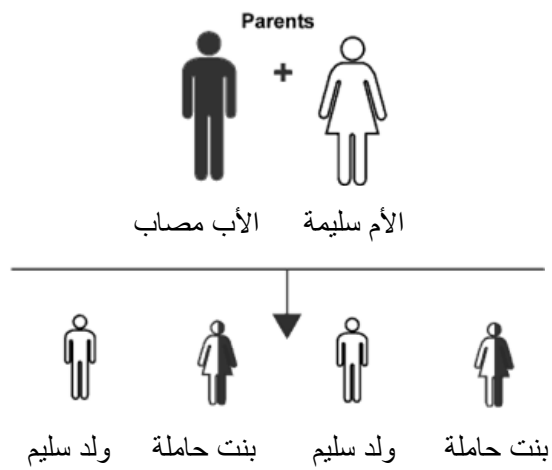 Parents
+
الأم سليمة الأب مصاب
بنت حاملة ولد سليم بنت حاملة ولد سليم